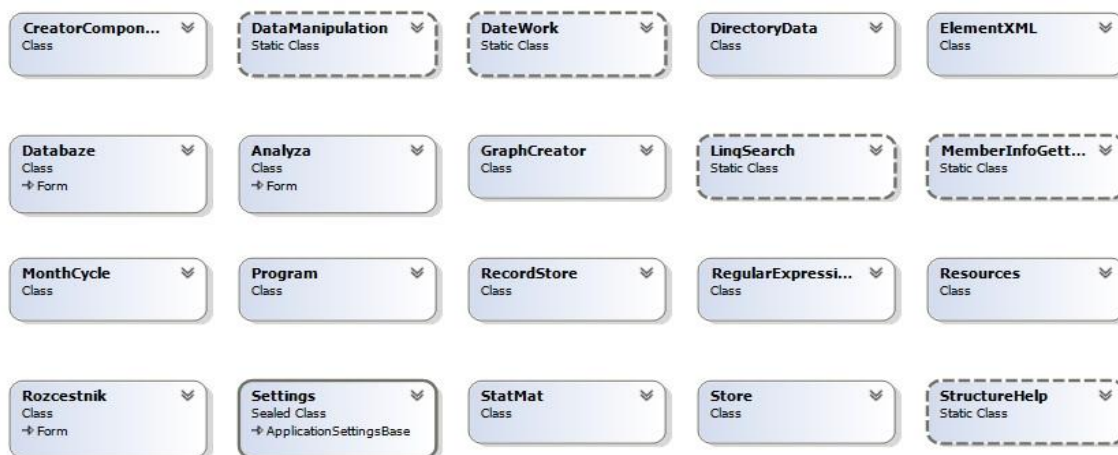 CreatorCompon...
Class
DataManipulation
Static Class
DateWork
Static Class
DirectoryData
Class
ElementXML
Class
Databaze
Class
Form
Analyza
Class
Form
GraphCreator
Class
LinqSearch
Static Class
MemberInfoGett...
Static Class
MonthCycle
Class
Program
Class
RecordStore
Class
RegularExpressi...
Class
Resources
Class
Rozcestnik
Class
Form
Settings
Sealed Class
ApplicationSettingsBase
StatMat
Class
Store
Class
StructureHelp
Static Class